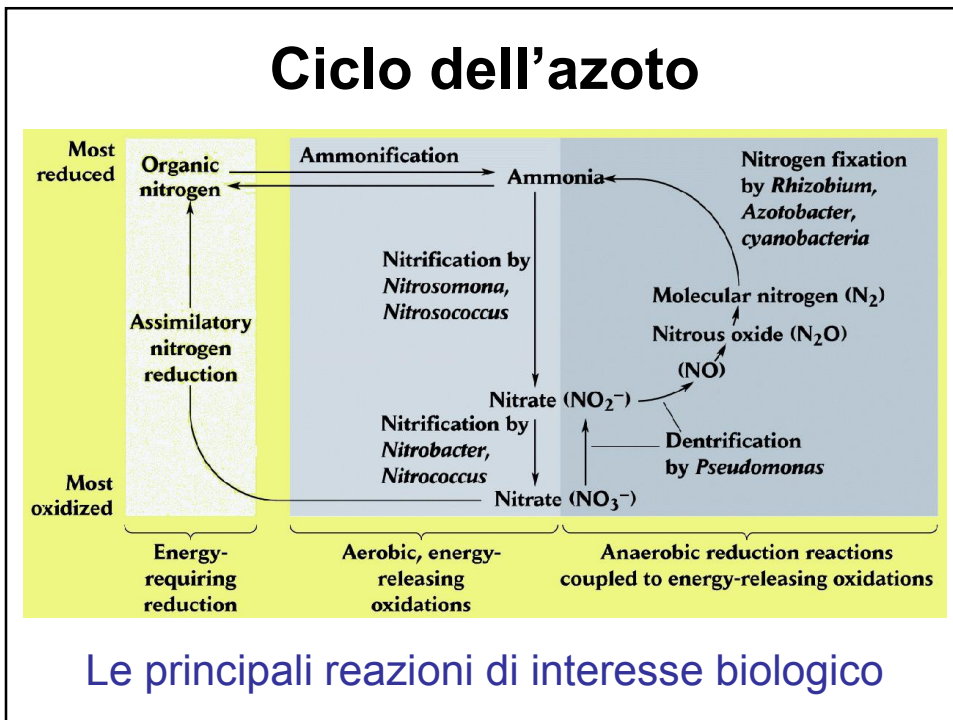 Ciclo dell’azoto
Most
reduced
Organic
nitrogen
Ammonification
Ammonia
Nitrogen fixation
by Rhizobium,
Azotobacter,
cyanobacteria
Nitrification by
Nitrosomona,
Nitrosococcus
Molecular nitrogen (N₂)
Nitrous oxide (N₂O)
(NO)
Assimilatory
nitrogen
reduction
Nitrate (NO₂⁻)
Nitrification by
Nitrobacter,
Nitrococcus
Dentrification
by Pseudomonas
Most
oxidized
Nitrate (NO₃⁻)
Energy-
requiring
reduction
Aerobic, energy-
releasing
oxidations
Anaerobic reduction reactions
coupled to energy-releasing oxidations
Le principali reazioni di interesse biologico